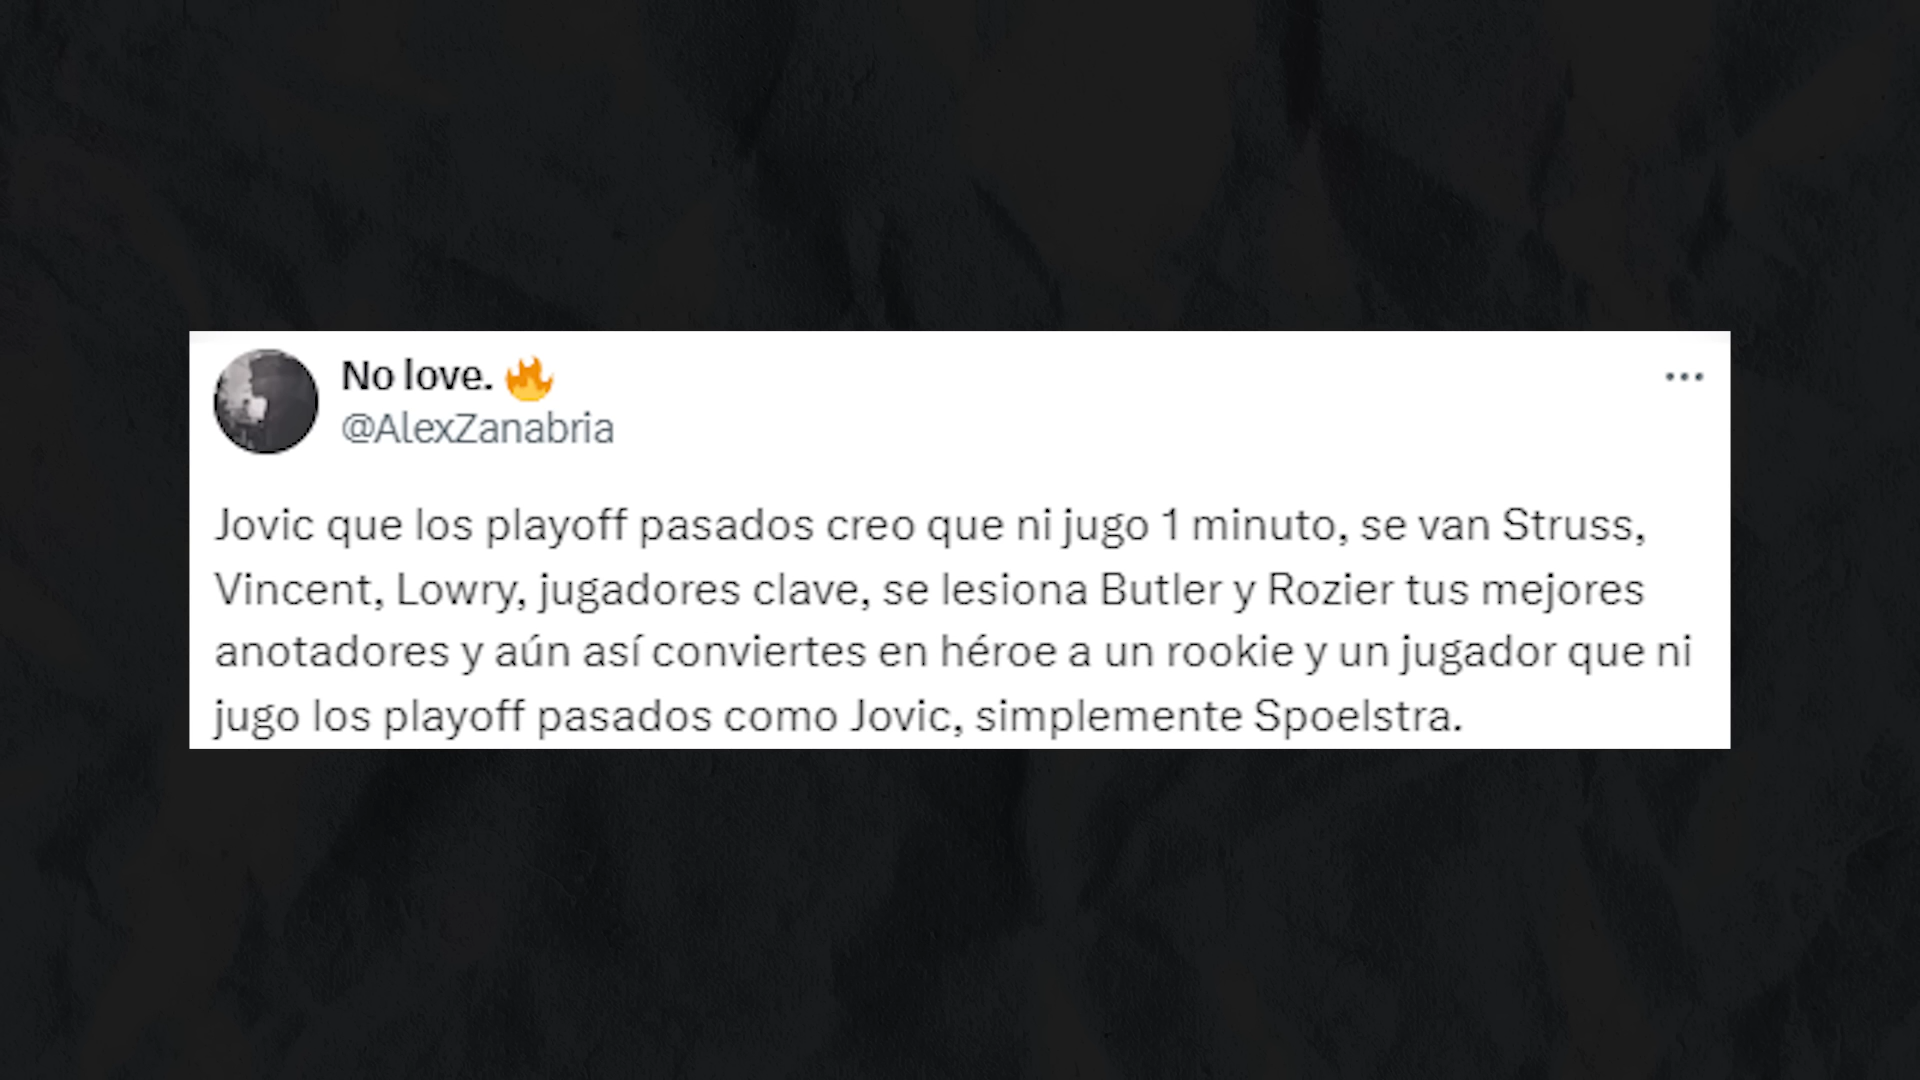 No love. 🔥
@AlexZanabria
Jovic que los playoff pasados creo que ni jugo 1 minuto, se van Struss,
Vincent, Lowry, jugadores clave, se lesiona Butler y Rozier tus mejores
anotadores y aún así conviertes en héroe a un rookie y un jugador que ni
jugo los playoff pasados como Jovic, simplemente Spoelstra.